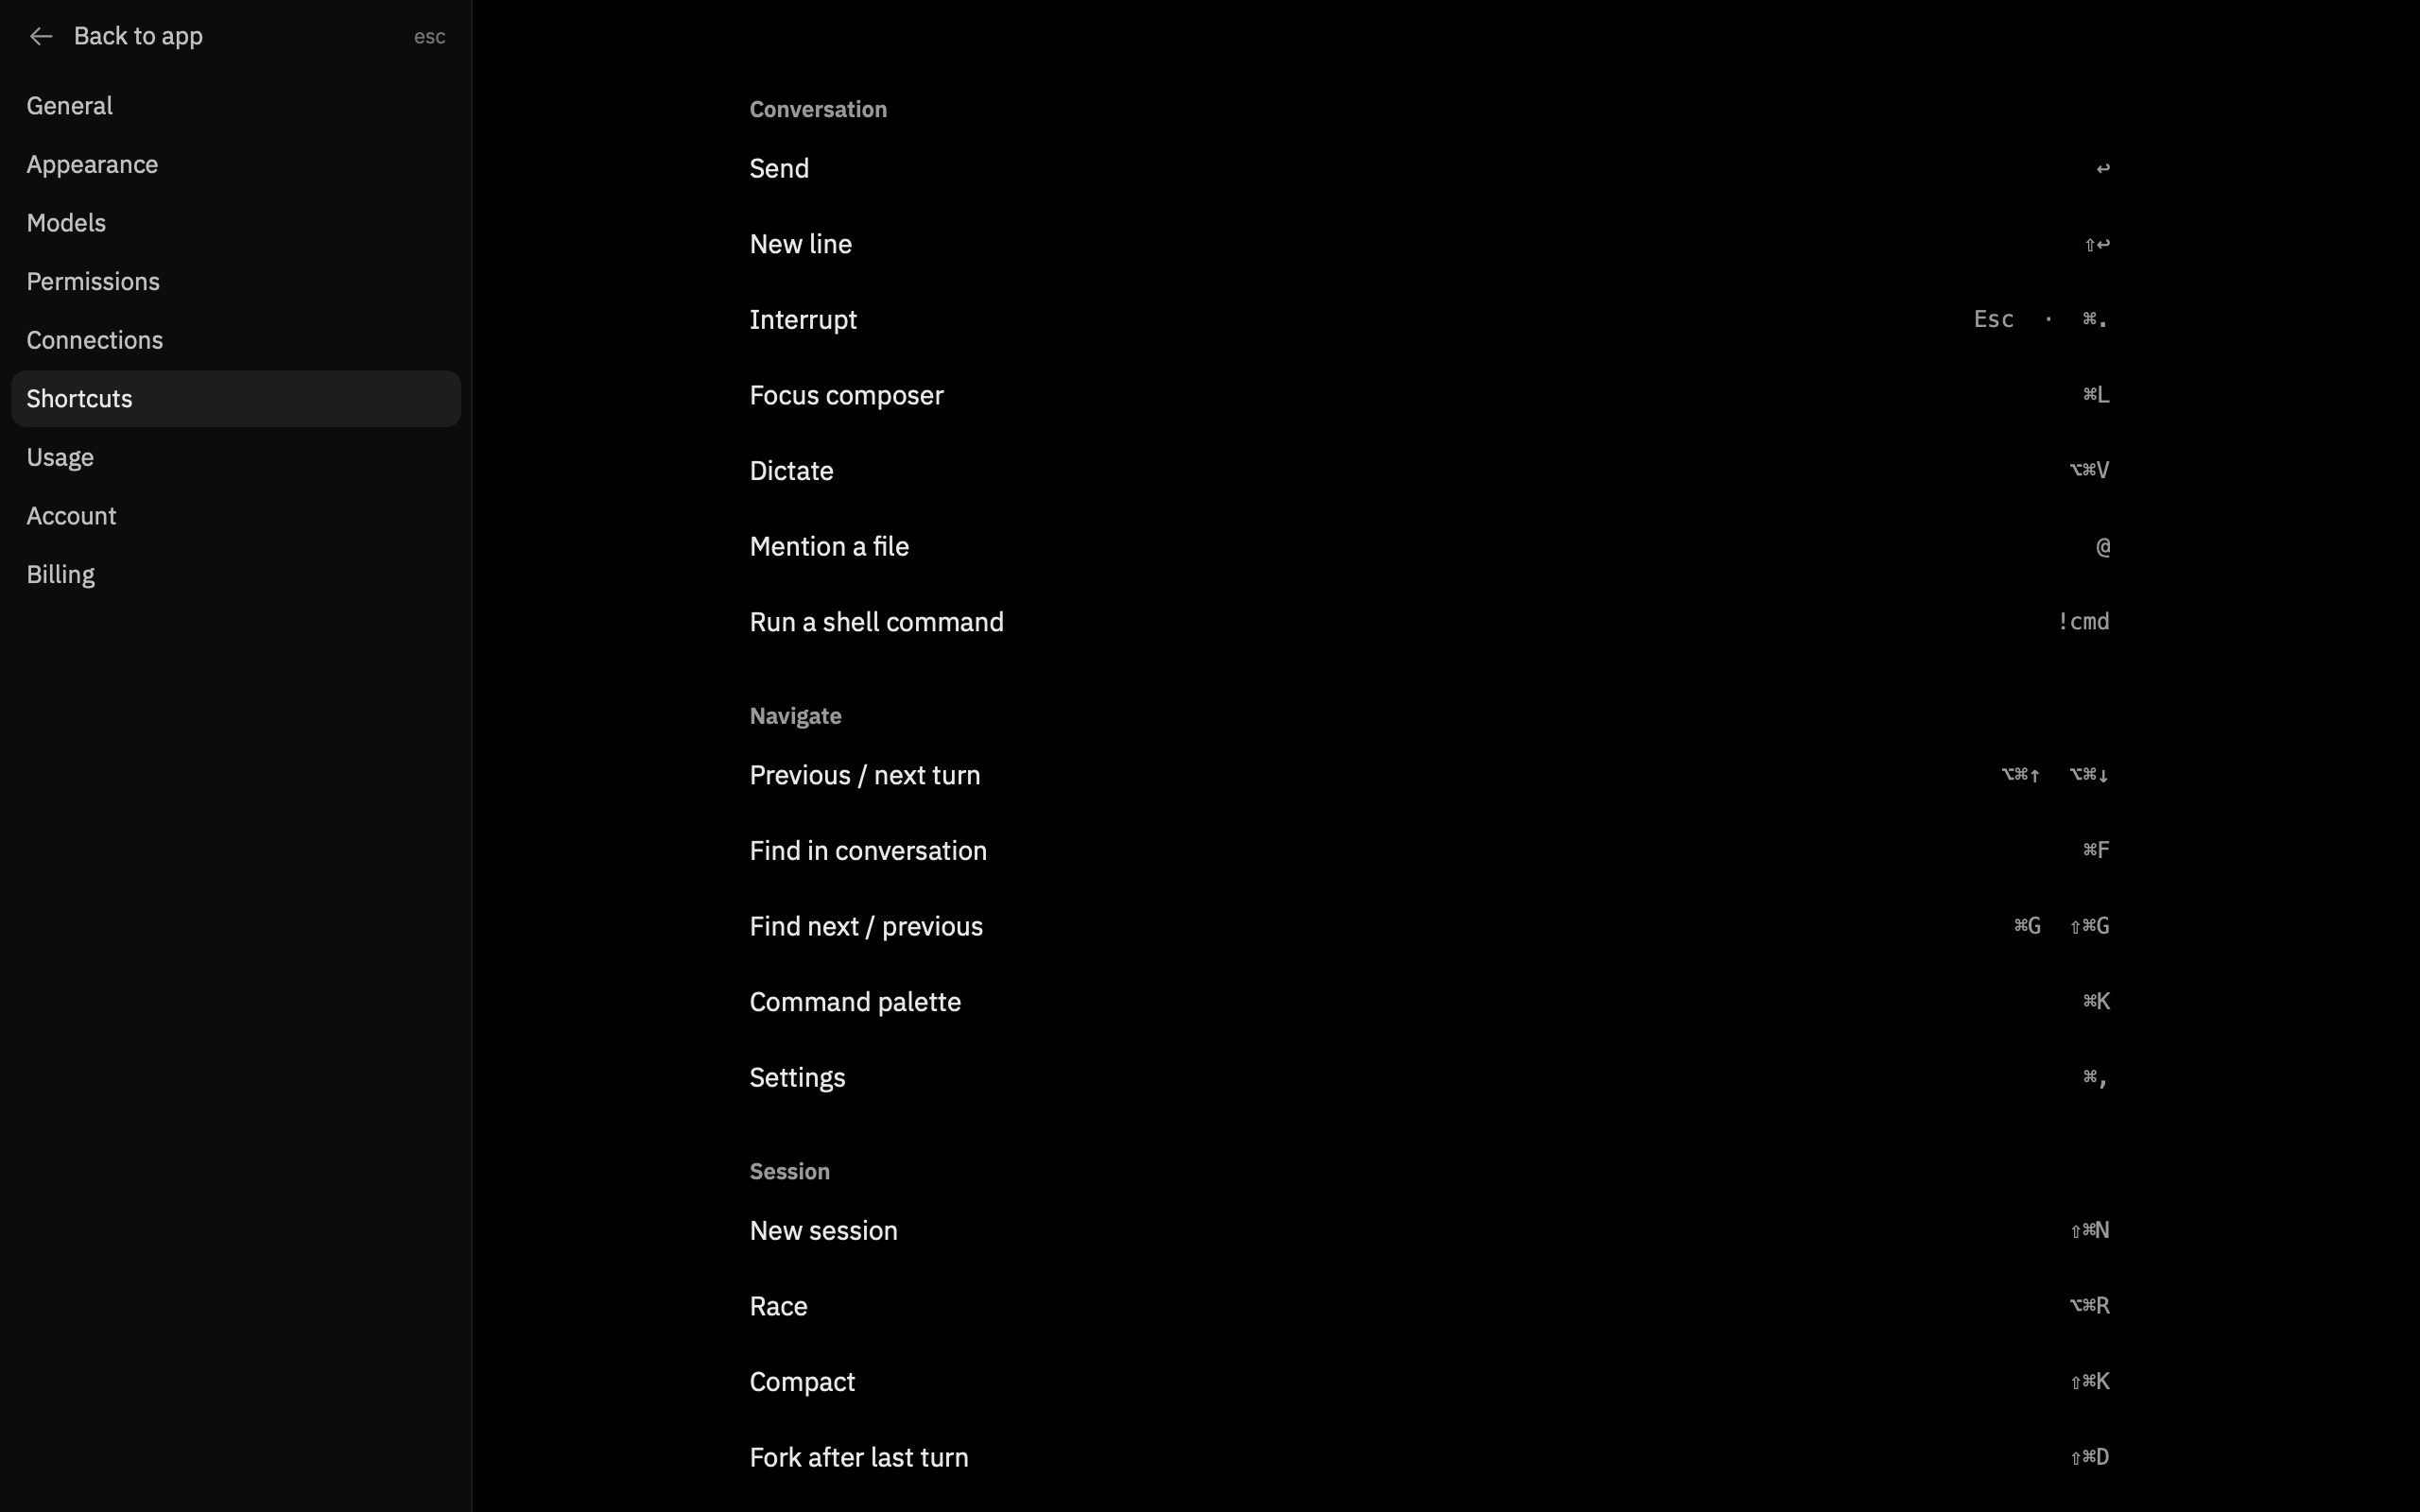 ← Back to app esc
General
Appearance
Models
Permissions
Connections
Shortcuts
Usage
Account
Billing
Conversation
Send ↩
New line ⇧↩
Interrupt Esc · ⌘.
Focus composer ⌘L
Dictate ⌥⌘V
Mention a file @
Run a shell command !cmd
Navigate
Previous / next turn ⌥⌘↑ ⌥⌘↓
Find in conversation ⌘F
Find next / previous ⌘G ⇧⌘G
Command palette ⌘K
Settings ⌘,
Session
New session ⇧⌘N
Race ⌥⌘R
Compact ⇧⌘K
Fork after last turn ⇧⌘D